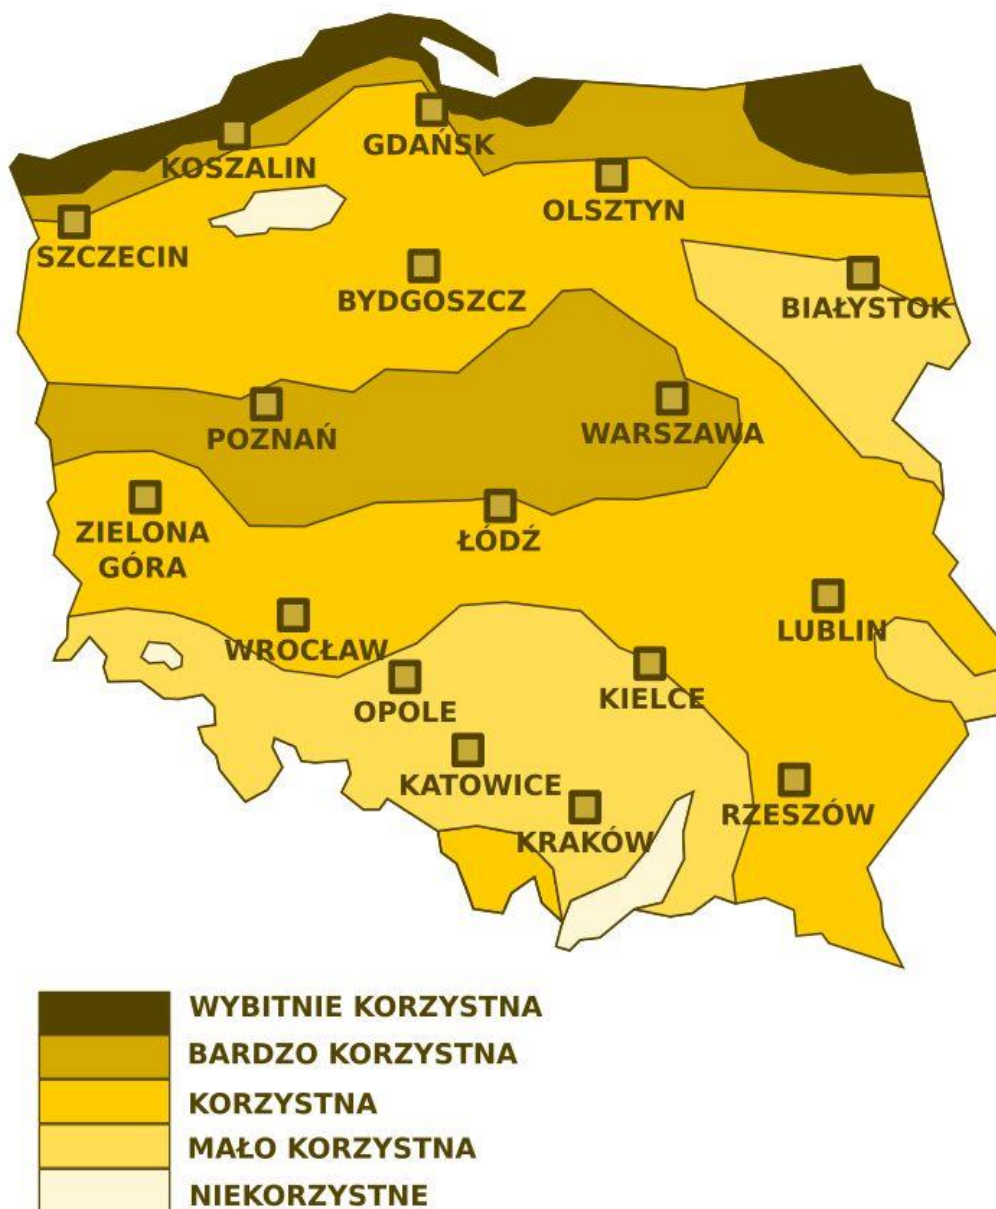 GDAŃSK
KOSZALIN
OLSZTYN
SZCZECIN
BYDGOSZCZ
BIAŁYSTOK
POZNAŃ
WARSZAWA
ZIELONA
GÓRA
ŁÓDŹ
LUBLIN
WROCŁAW
KIELCE
OPOLE
KATOWICE
RZESZÓW
KRAKÓW
WYBITNIE KORZYSTNA
BARDZO KORZYSTNA
KORZYSTNA
MAŁO KORZYSTNA
NIEKORZYSTNE